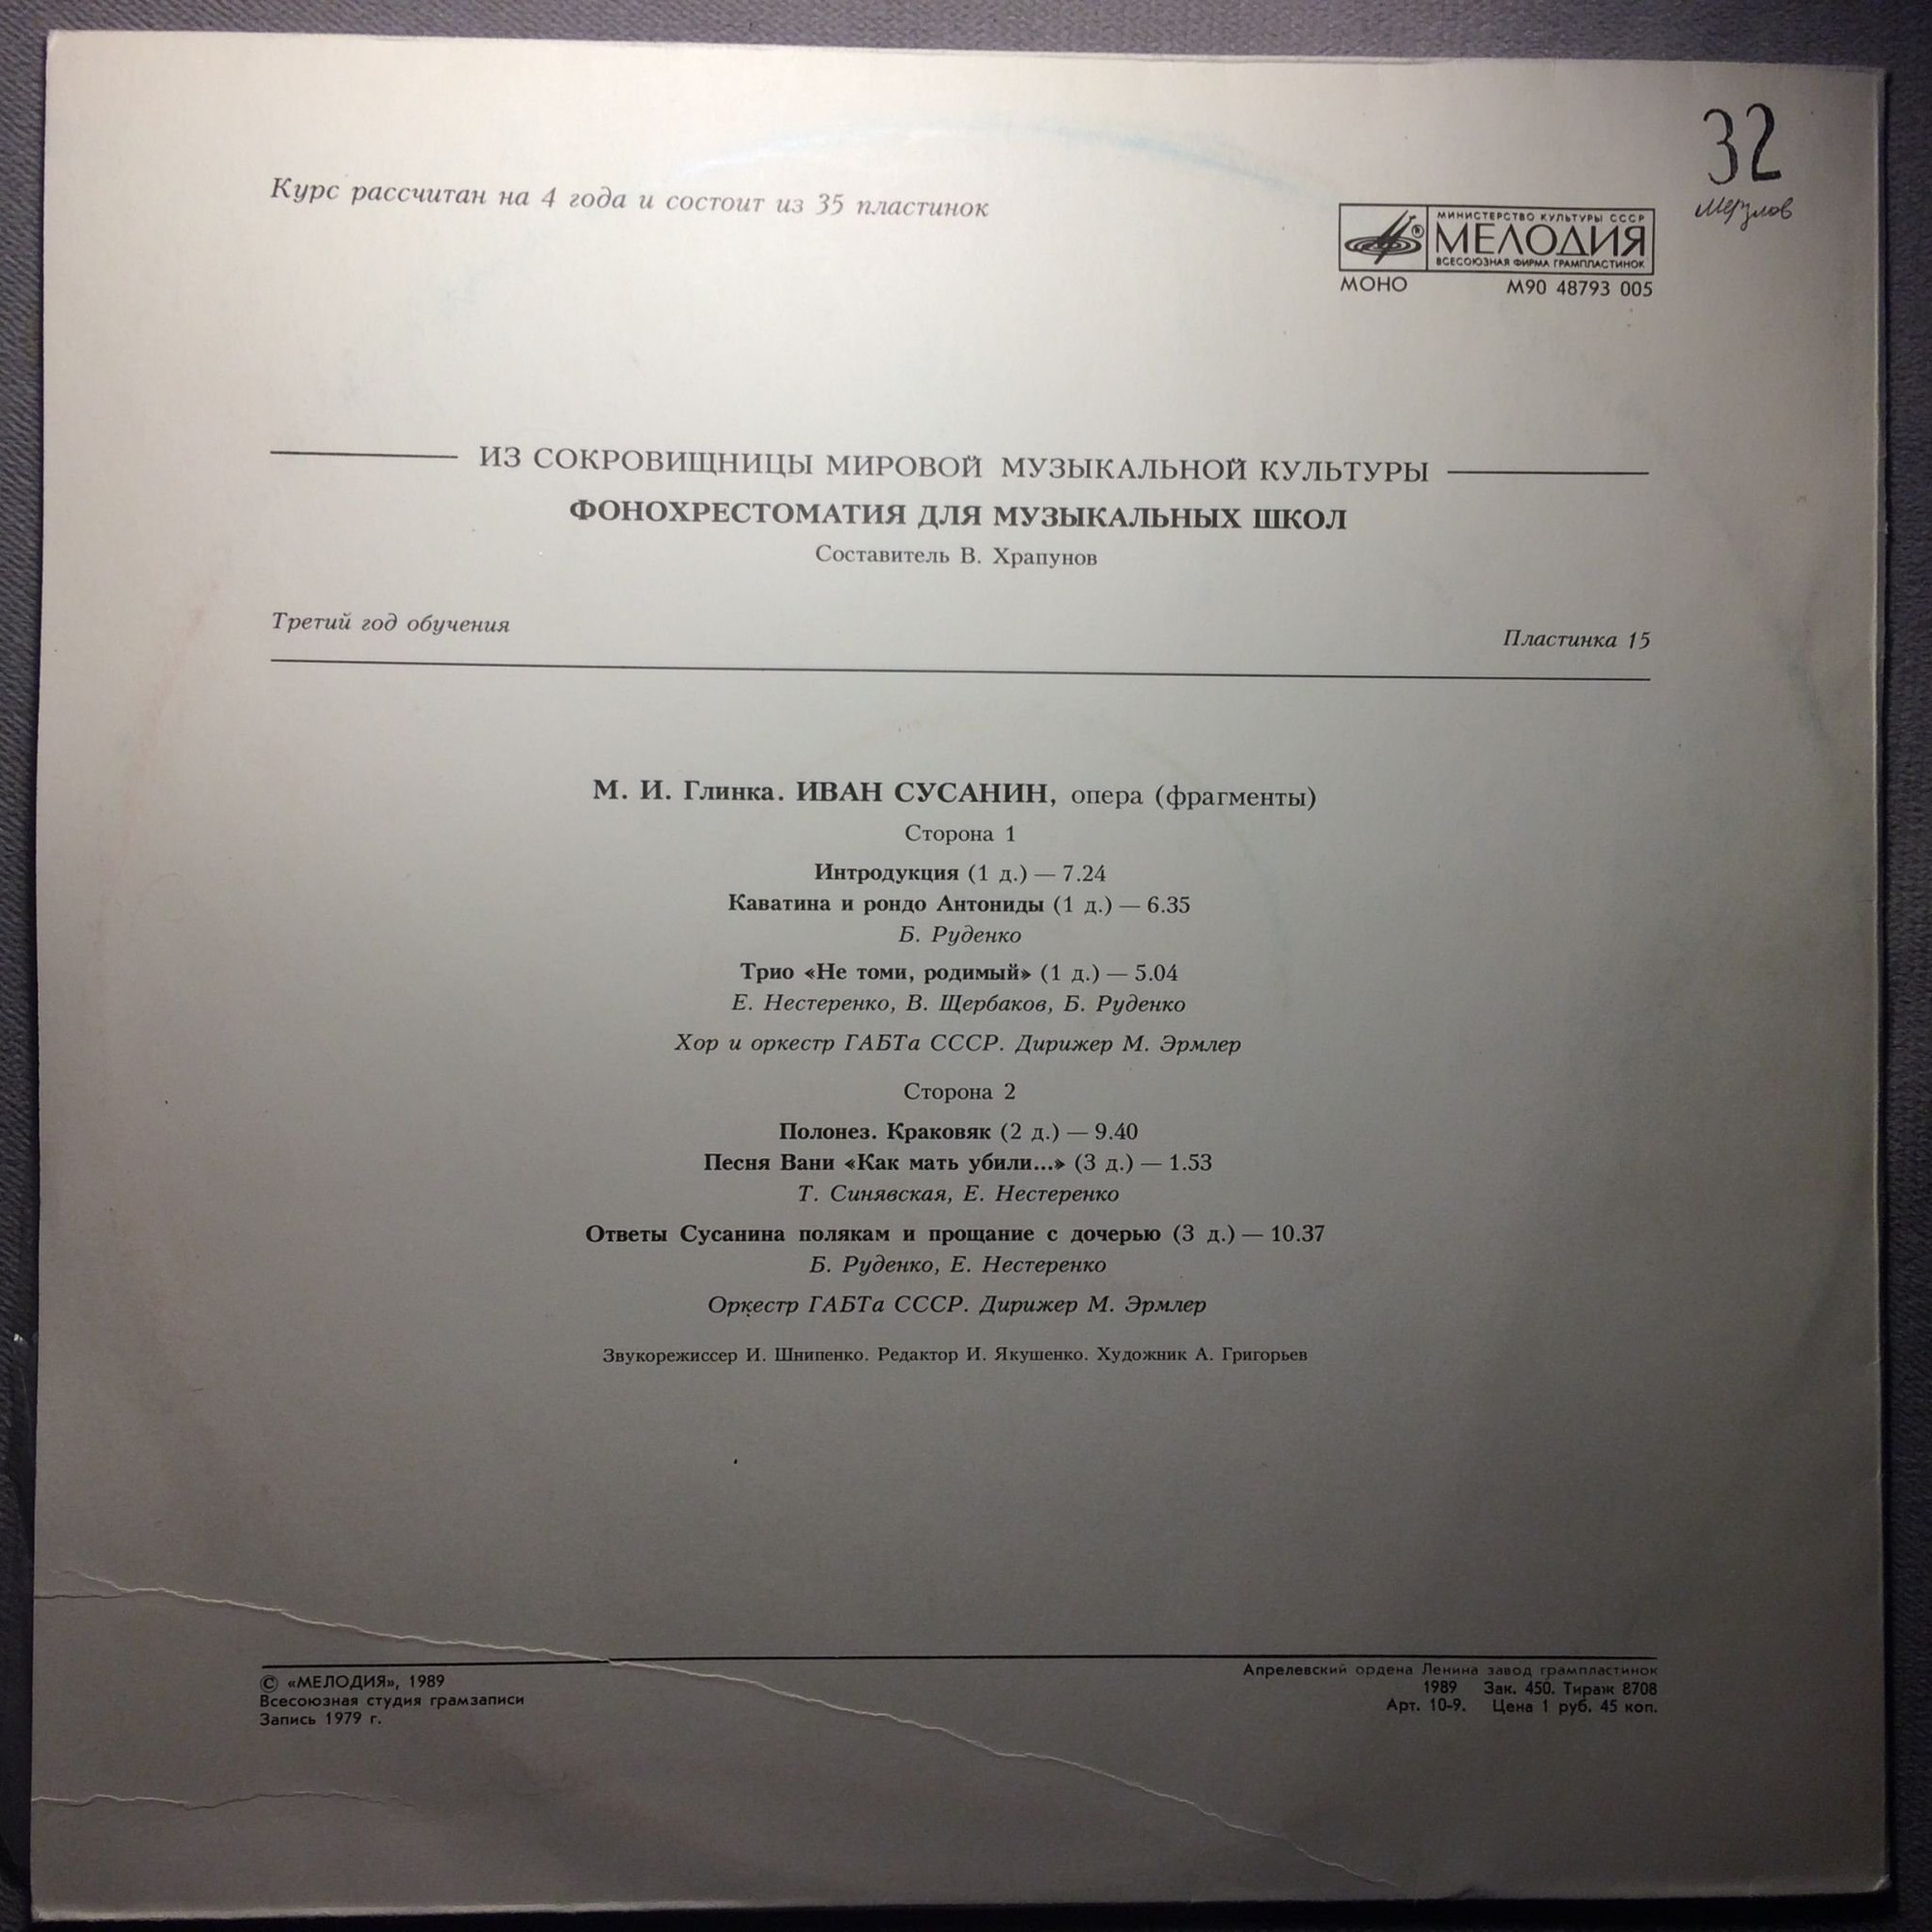 32
Мерзлов
Курс рассчитан на 4 года и состоит из 35 пластинок
МИНИСТЕРСТВО КУЛЬТУРЫ СССР
МЕЛОДИЯ
ВСЕСОЮЗНАЯ ФИРМА ГРАМПЛАСТИНОК
МОНО М90 48793 005
ИЗ СОКРОВИЩНИЦЫ МИРОВОЙ МУЗЫКАЛЬНОЙ КУЛЬТУРЫ
ФОНОХРЕСТОМАТИЯ ДЛЯ МУЗЫКАЛЬНЫХ ШКОЛ
Составитель В. Храпунов
Третий год обучения
Пластинка 15
М. И. Глинка. ИВАН СУСАНИН, опера (фрагменты)
Сторона 1
Интродукция (1 д.) — 7.24
Каватина и рондо Антониды (1 д.) — 6.35
Б. Руденко
Трио «Не томи, родимый» (1 д.) — 5.04
Е. Нестеренко, В. Щербаков, Б. Руденко
Хор и оркестр ГАБТа СССР. Дирижер М. Эрмлер
Сторона 2
Полонез. Краковяк (2 д.) — 9.40
Песня Вани «Как мать убили...» (3 д.) — 1.53
Т. Синявская, Е. Нестеренко
Ответы Сусанина полякам и прощание с дочерью (3 д.) — 10.37
Б. Руденко, Е. Нестеренко
Оркестр ГАБТа СССР. Дирижер М. Эрмлер
Звукорежиссер И. Шнипенко. Редактор И. Якушенко. Художник А. Григорьев
© «МЕЛОДИЯ», 1989
Всесоюзная студия грамзаписи
Запись 1979 г.
Апрелевский ордена Ленина завод грампластинок
1989 Зак. 450. Тираж 8708
Арт. 10-9. Цена 1 руб. 45 коп.